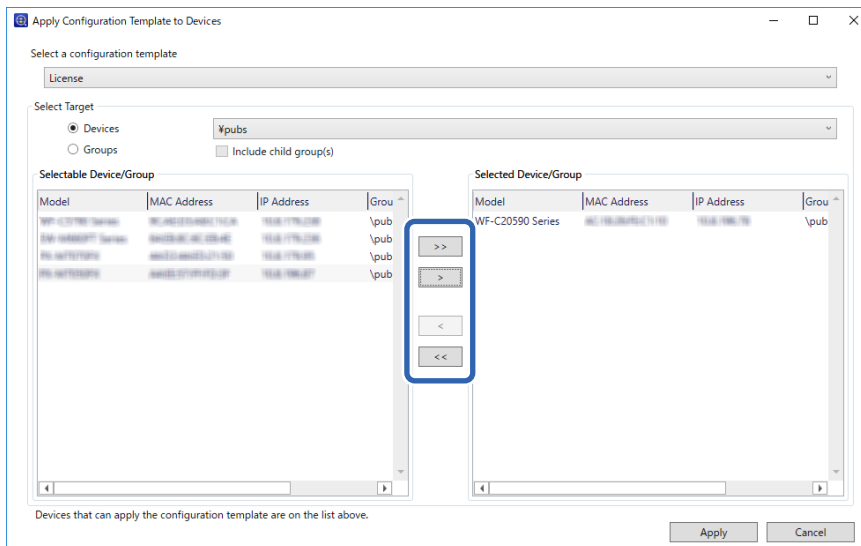 Apply Configuration Template to Devices
Select a configuration template
License
Select Target
Devices
¥pubs
Groups
Include child group(s)
Selectable Device/Group
Selected Device/Group
Model MAC Address IP Address Grou
Model MAC Address IP Address Grou
\pub
\pub
\pub
\pub
WF-C20590 Series \pub
>>
>
<
<<
Devices that can apply the configuration template are on the list above.
Apply
Cancel